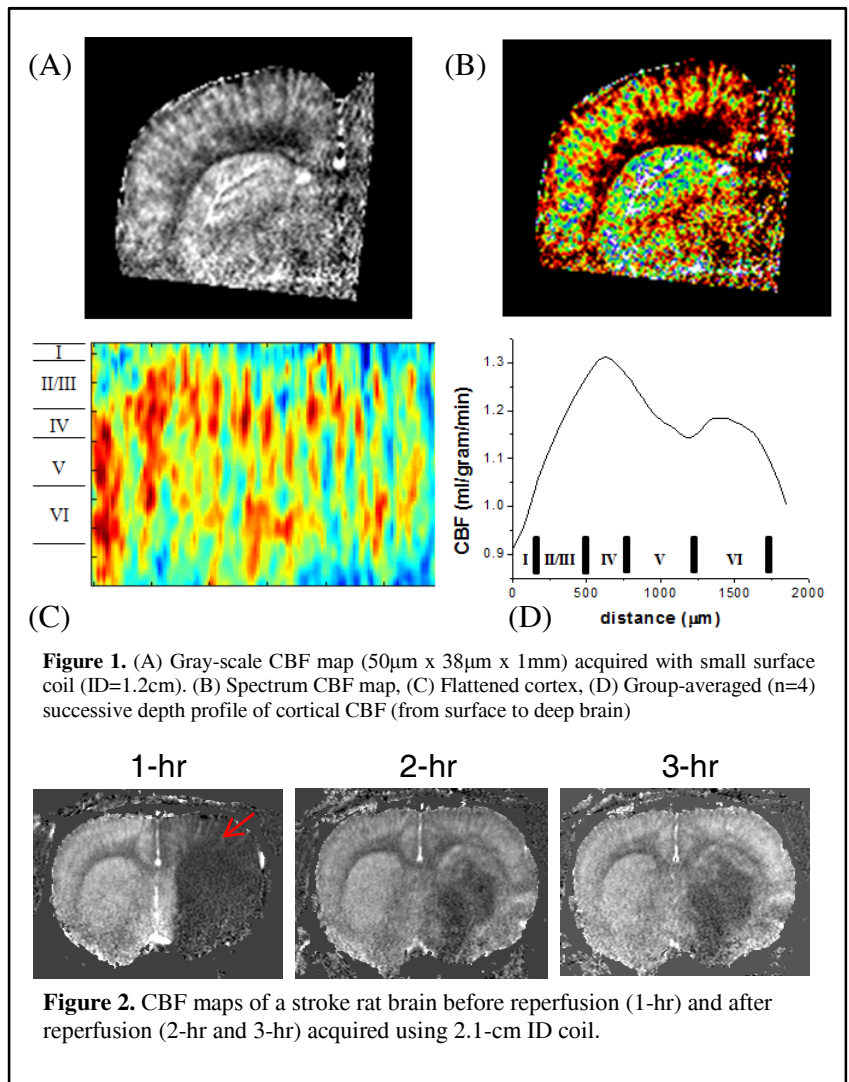 (A)
(B)
I
II/III
IV
V
VI
(C)
CBF (ml/gram/min)
1.3
1.2
1.1
1.0
0.9
I II/III IV V VI
0 500 1000 1500 2000
(D) distance (μm)
Figure 1. (A) Gray-scale CBF map (50μm x 38μm x 1mm) acquired with small surface
coil (ID=1.2cm). (B) Spectrum CBF map, (C) Flattened cortex, (D) Group-averaged (n=4)
successive depth profile of cortical CBF (from surface to deep brain)
1-hr 2-hr 3-hr
Figure 2. CBF maps of a stroke rat brain before reperfusion (1-hr) and after
reperfusion (2-hr and 3-hr) acquired using 2.1-cm ID coil.